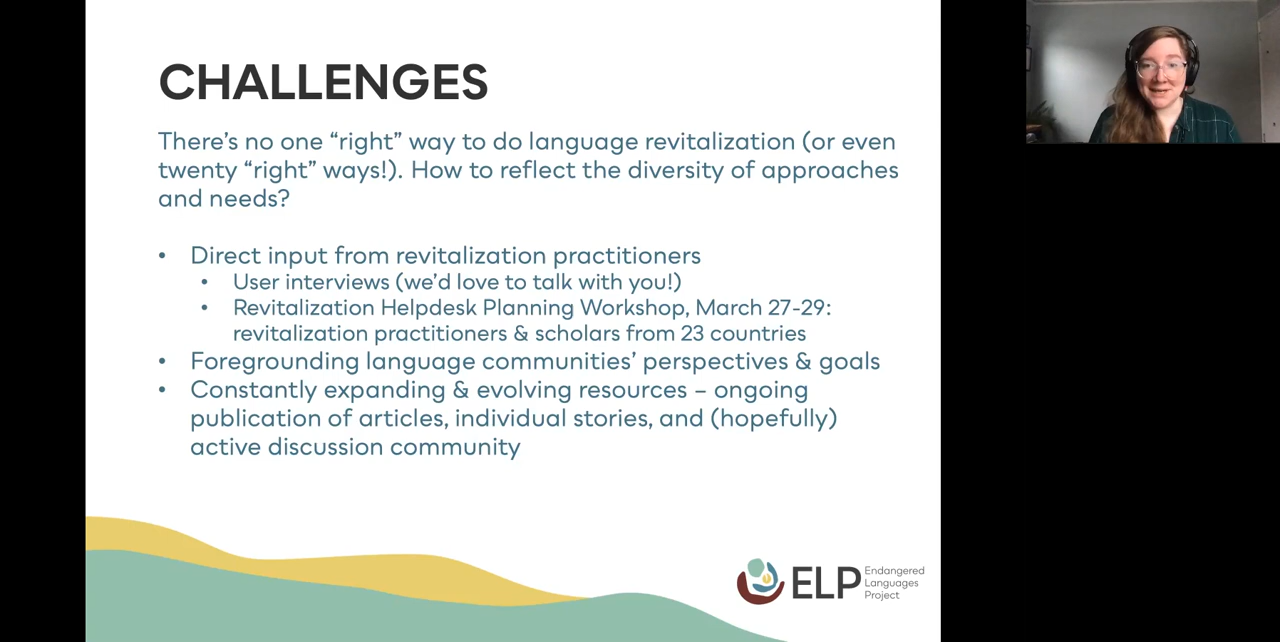 CHALLENGES
There’s no one “right” way to do language revitalization (or even
twenty “right” ways!). How to reflect the diversity of approaches
and needs?
• Direct input from revitalization practitioners
• User interviews (we’d love to talk with you!)
• Revitalization Helpdesk Planning Workshop, March 27-29:
revitalization practitioners & scholars from 23 countries
• Foregrounding language communities’ perspectives & goals
• Constantly expanding & evolving resources – ongoing
publication of articles, individual stories, and (hopefully)
active discussion community
ELP
Endangered
Languages
Project